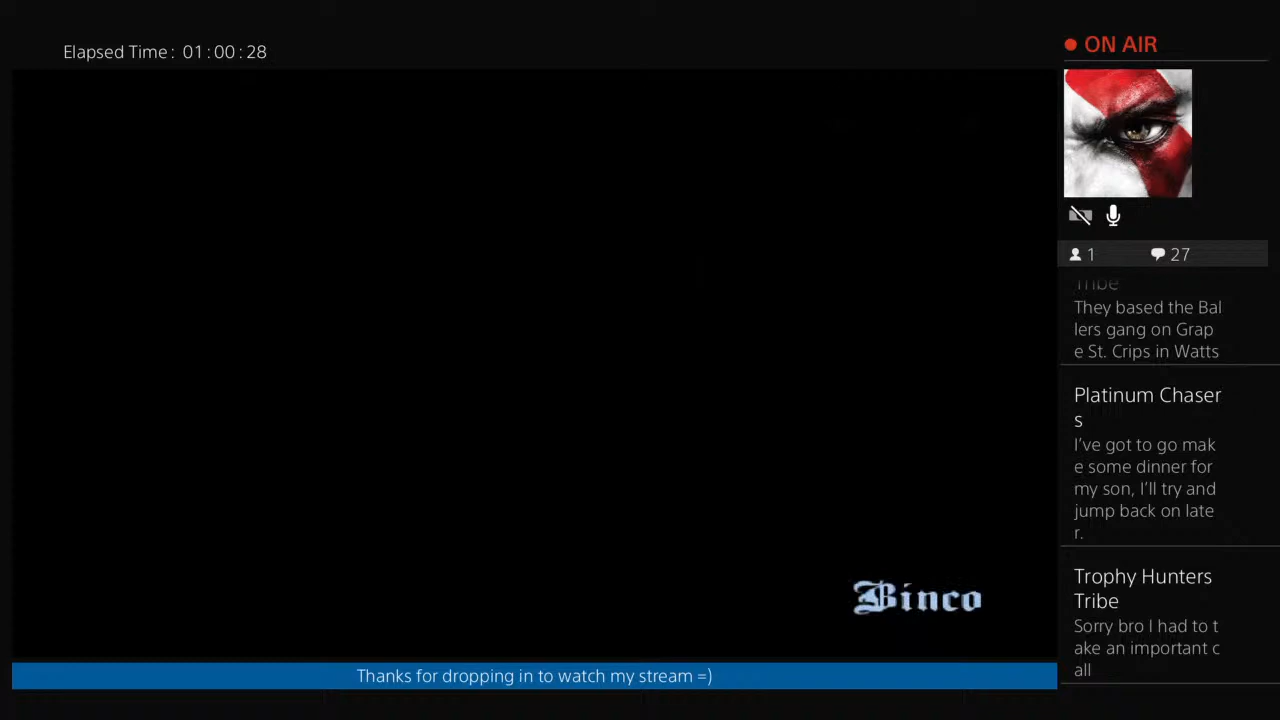 Elapsed Time: 01:00:28
ON AIR
1 27
Tribe
They based the Bal
lers gang on Grap
e St. Crips in Watts
Platinum Chaser
s
I've got to go mak
e some dinner for
my son, I'll try and
jump back on late
r.
Trophy Hunters
Tribe
Sorry bro I had to t
ake an important c
all
Binco
Thanks for dropping in to watch my stream =)